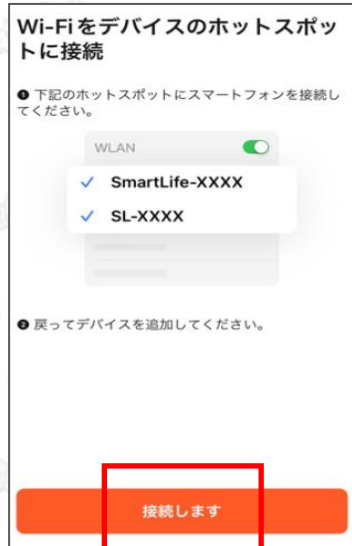 Wi-Fiをデバイスのホットスポッ
トに接続
❶ 下記のホットスポットにスマートフォンを接続し
てください。
WLAN
SmartLife-XXXX
SL-XXXX
❷ 戻ってデバイスを追加してください。
接続します